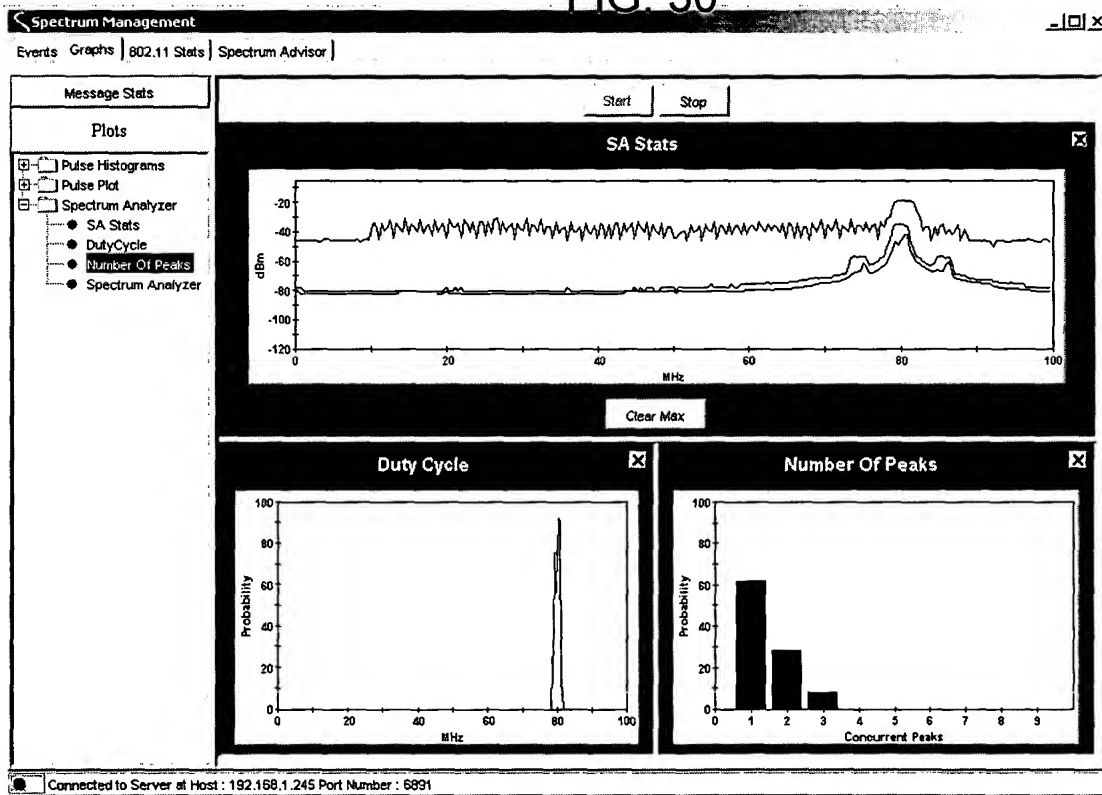 FIG. 30
Spectrum Management
Events Graphs 802.11 Stats Spectrum Advisor
Message Stats
Plots
Pulse Histograms
Pulse Plot
Spectrum Analyzer
SA Stats
DutyCycle
Number Of Peaks
Spectrum Analyzer
Start Stop
SA Stats
dBm
-20
-40
-60
-80
-100
-120
0 20 40 60 80 100
MHz
Clear Max
Duty Cycle
Probability
100
80
60
40
20
0
0 20 40 60 80 100
MHz
Number Of Peaks
Probability
100
80
60
40
20
0
0 1 2 3 4 5 6 7 8 9
Concurrent Peaks
Connected to Server at Host : 192.168.1.245 Port Number : 6891